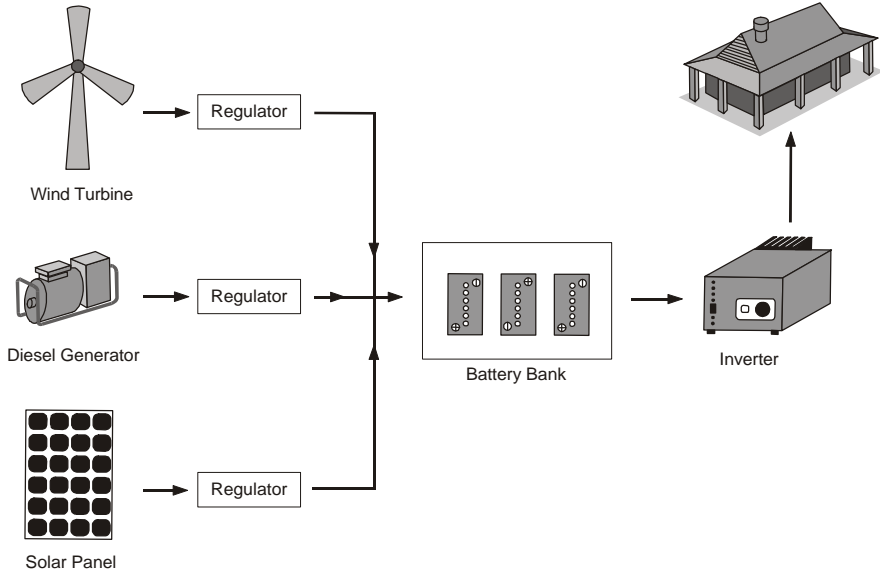 Wind Turbine
Regulator
Diesel Generator
Regulator
Solar Panel
Regulator
Battery Bank
Inverter